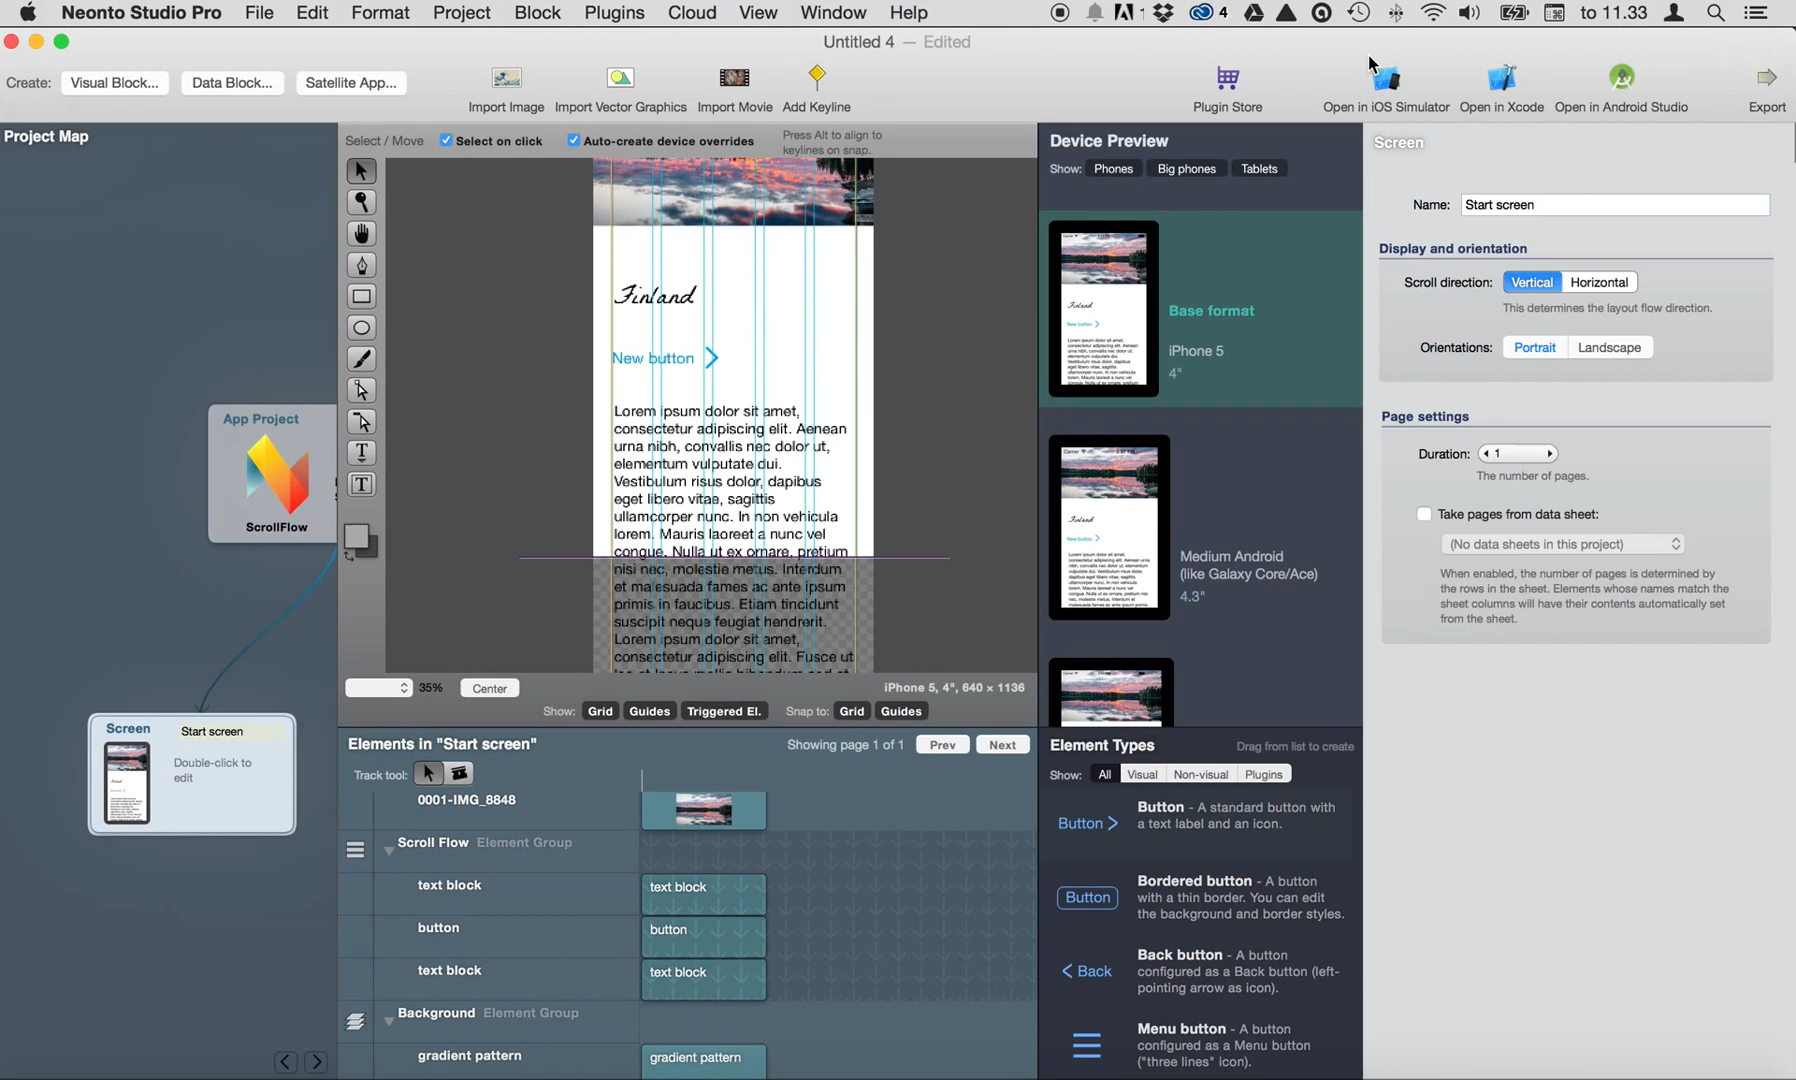 Neonto Studio Pro File Edit Format Project Block Plugins Cloud View Window Help 4 to 11.33
Untitled 4 — Edited
Create: Visual Block... Data Block... Satellite App...
Import Image Import Vector Graphics Import Movie Add Keyline Plugin Store Open in iOS Simulator Open in Xcode Open in Android Studio Export
Project Map
App Project
ScrollFlow
Screen Start screen
Double-click to
edit
Select / Move Select on click Auto-create device overrides
Press Alt to align to
keylines on snap.
Finland
New button
Lorem ipsum dolor sit amet,
consectetur adipiscing elit. Aenean
urna nibh, convallis nec dolor ut,
elementum vulputate dui.
Vestibulum risus dolor, dapibus
eget libero vitae, sagittis
ullamcorper nunc. In non vehicula
lorem. Mauris laoreet a nunc vel
congue. Nulla ut ex ornare, pretium
nisi nec, molestie metus. Interdum
et malesuada fames ac ante ipsum
primis in faucibus. Etiam tincidunt
suscipit neque feugiat hendrerit.
Lorem ipsum dolor sit amet,
consectetur adipiscing elit. Fusce ut
35% Center iPhone 5, 4", 640 × 1136
Show: Grid Guides Triggered El. Snap to: Grid Guides
Elements in "Start screen" Showing page 1 of 1 Prev Next
Track tool:
0001-IMG_8848
Scroll Flow Element Group
text block text block
button button
text block text block
Background Element Group
gradient pattern gradient pattern
Device Preview
Show: Phones Big phones Tablets
Base format
iPhone 5
4"
Medium Android
(like Galaxy Core/Ace)
4.3"
Element Types Drag from list to create
Show: All Visual Non-visual Plugins
Button
Button - A standard button with
a text label and an icon.
Button
Bordered button - A button
with a thin border. You can edit
the background and border styles.
Back
Back button - A button
configured as a Back button (left-
pointing arrow as icon).
Menu button - A button
configured as a Menu button
("three lines" icon).
Screen
Name: Start screen
Display and orientation
Scroll direction: Vertical Horizontal
This determines the layout flow direction.
Orientations: Portrait Landscape
Page settings
Duration: 1
The number of pages.
Take pages from data sheet:
(No data sheets in this project)
When enabled, the number of pages is determined by
the rows in the sheet. Elements whose names match the
sheet columns will have their contents automatically set
from the sheet.